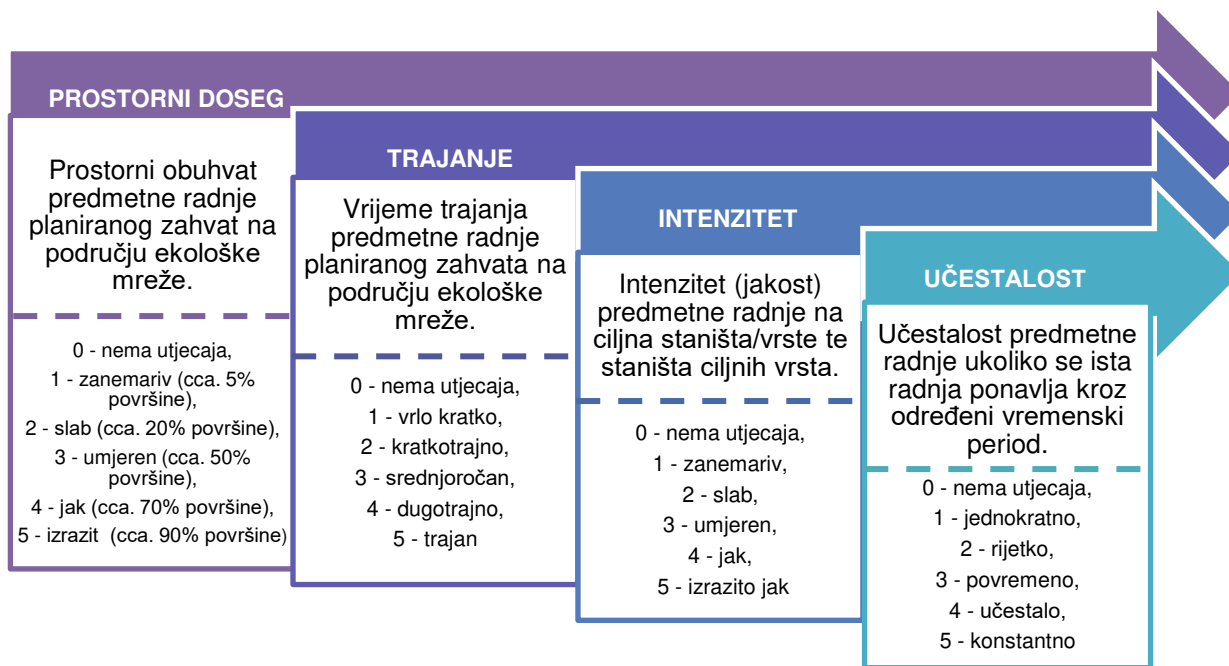 PROSTORNI DOSEG
Prostorni obuhvat
predmetne radnje
planiranog zahvat na
području ekološke
mreže.
0 - nema utjecaja,
1 - zanemariv (cca. 5%
površine),
2 - slab (cca. 20% površine),
3 - umjeren (cca. 50%
površine),
4 - jak (cca. 70% površine),
5 - izrazit (cca. 90% površine)
TRAJANJE
Vrijeme trajanja
predmetne radnje
planiranog zahvata na
području ekološke
mreže.
0 - nema utjecaja,
1 - vrlo kratko,
2 - kratkotrajno,
3 - srednjoročan,
4 - dugotrajno,
5 - trajan
INTENZITET
Intenzitet (jakost)
predmetne radnje na
ciljna staništa/vrste te
staništa ciljnih vrsta.
0 - nema utjecaja,
1 - zanemariv,
2 - slab,
3 - umjeren,
4 - jak,
5 - izrazito jak
UČESTALOST
Učestalost predmetne
radnje ukoliko se ista
radnja ponavlja kroz
određeni vremenski
period.
0 - nema utjecaja,
1 - jednokratno,
2 - rijetko,
3 - povremeno,
4 - učestalo,
5 - konstantno